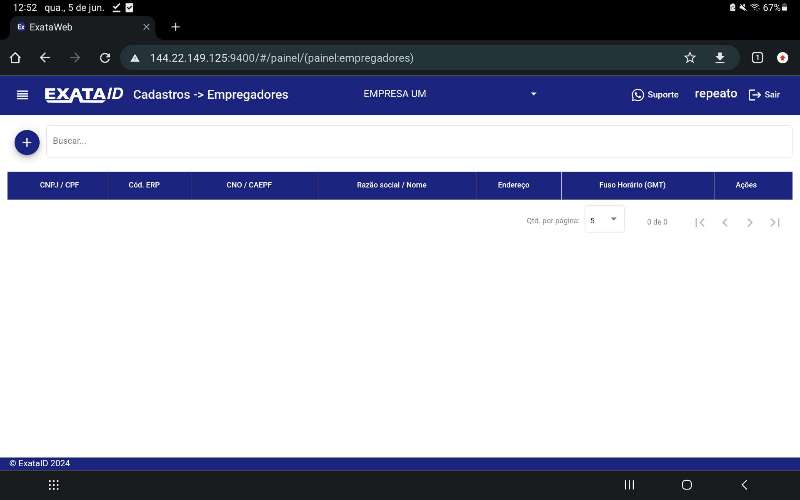 12:52 qua., 5 de jun. 67%
Ex ExataWeb
144.22.149.125:9400/#/painel/(painel:empregadores) 1
EXATAID Cadastros -> Empregadores EMPRESA UM Suporte repeato Sair
Buscar...
CNPJ / CPF Cód. ERP CNO / CAEPF Razão social / Nome Endereço Fuso Horário (GMT) Ações
Qtd. por página: 5 0 de 0
© ExataID 2024